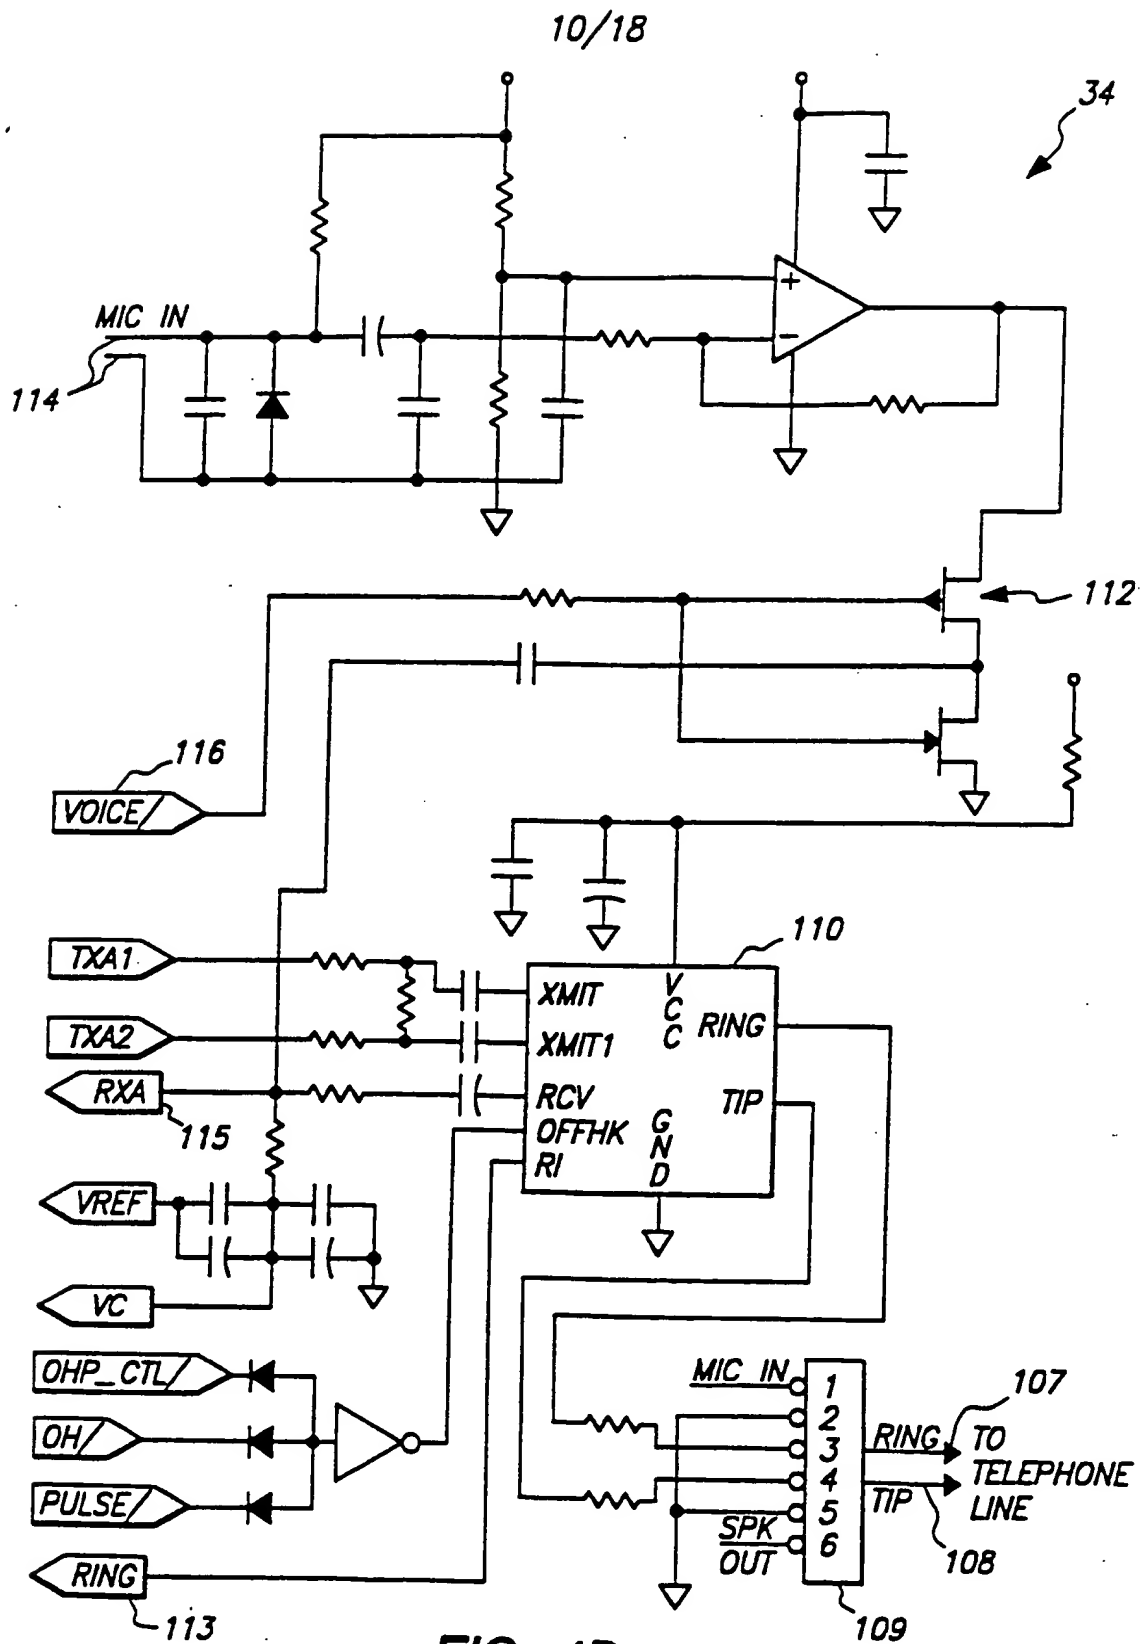 10/18
34
MIC IN
114
+
−
112
116
VOICE/
110
TXA1
XMIT
VCC
RING
TXA2
XMIT1
RXA
RCV
TIP
115
OFFHK
GND
RI
VREF
VC
OHP_CTL/
MIC IN
1
107
2
OH/
3
RING
TO
4
TELEPHONE
PULSE/
5
TIP
LINE
SPK
OUT
6
108
RING
113
109